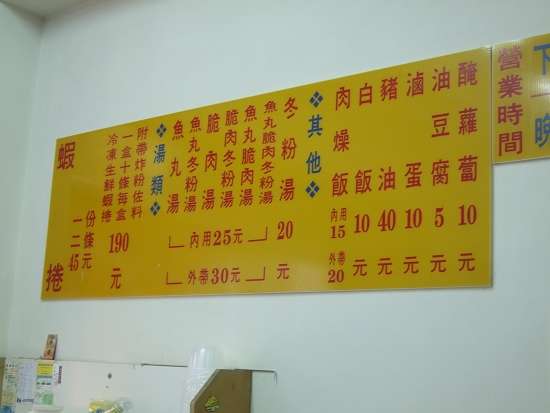 蝦捲
一份二條45元
冷凍生鮮蝦捲
一盒十條每盒
附帶炸粉佐料
190元
❖湯類❖
魚丸湯
魚丸冬粉湯
脆肉湯
脆肉冬粉湯
魚丸脆肉湯
魚丸脆肉冬粉湯
內用25元
外帶30元
冬粉湯 20元
❖其他❖
肉燥飯 內用15 外帶20
白飯 10元
豬油 40元
滷蛋 10元
油豆腐 5元
醃蘿蔔 10元
營業時間
下
晚